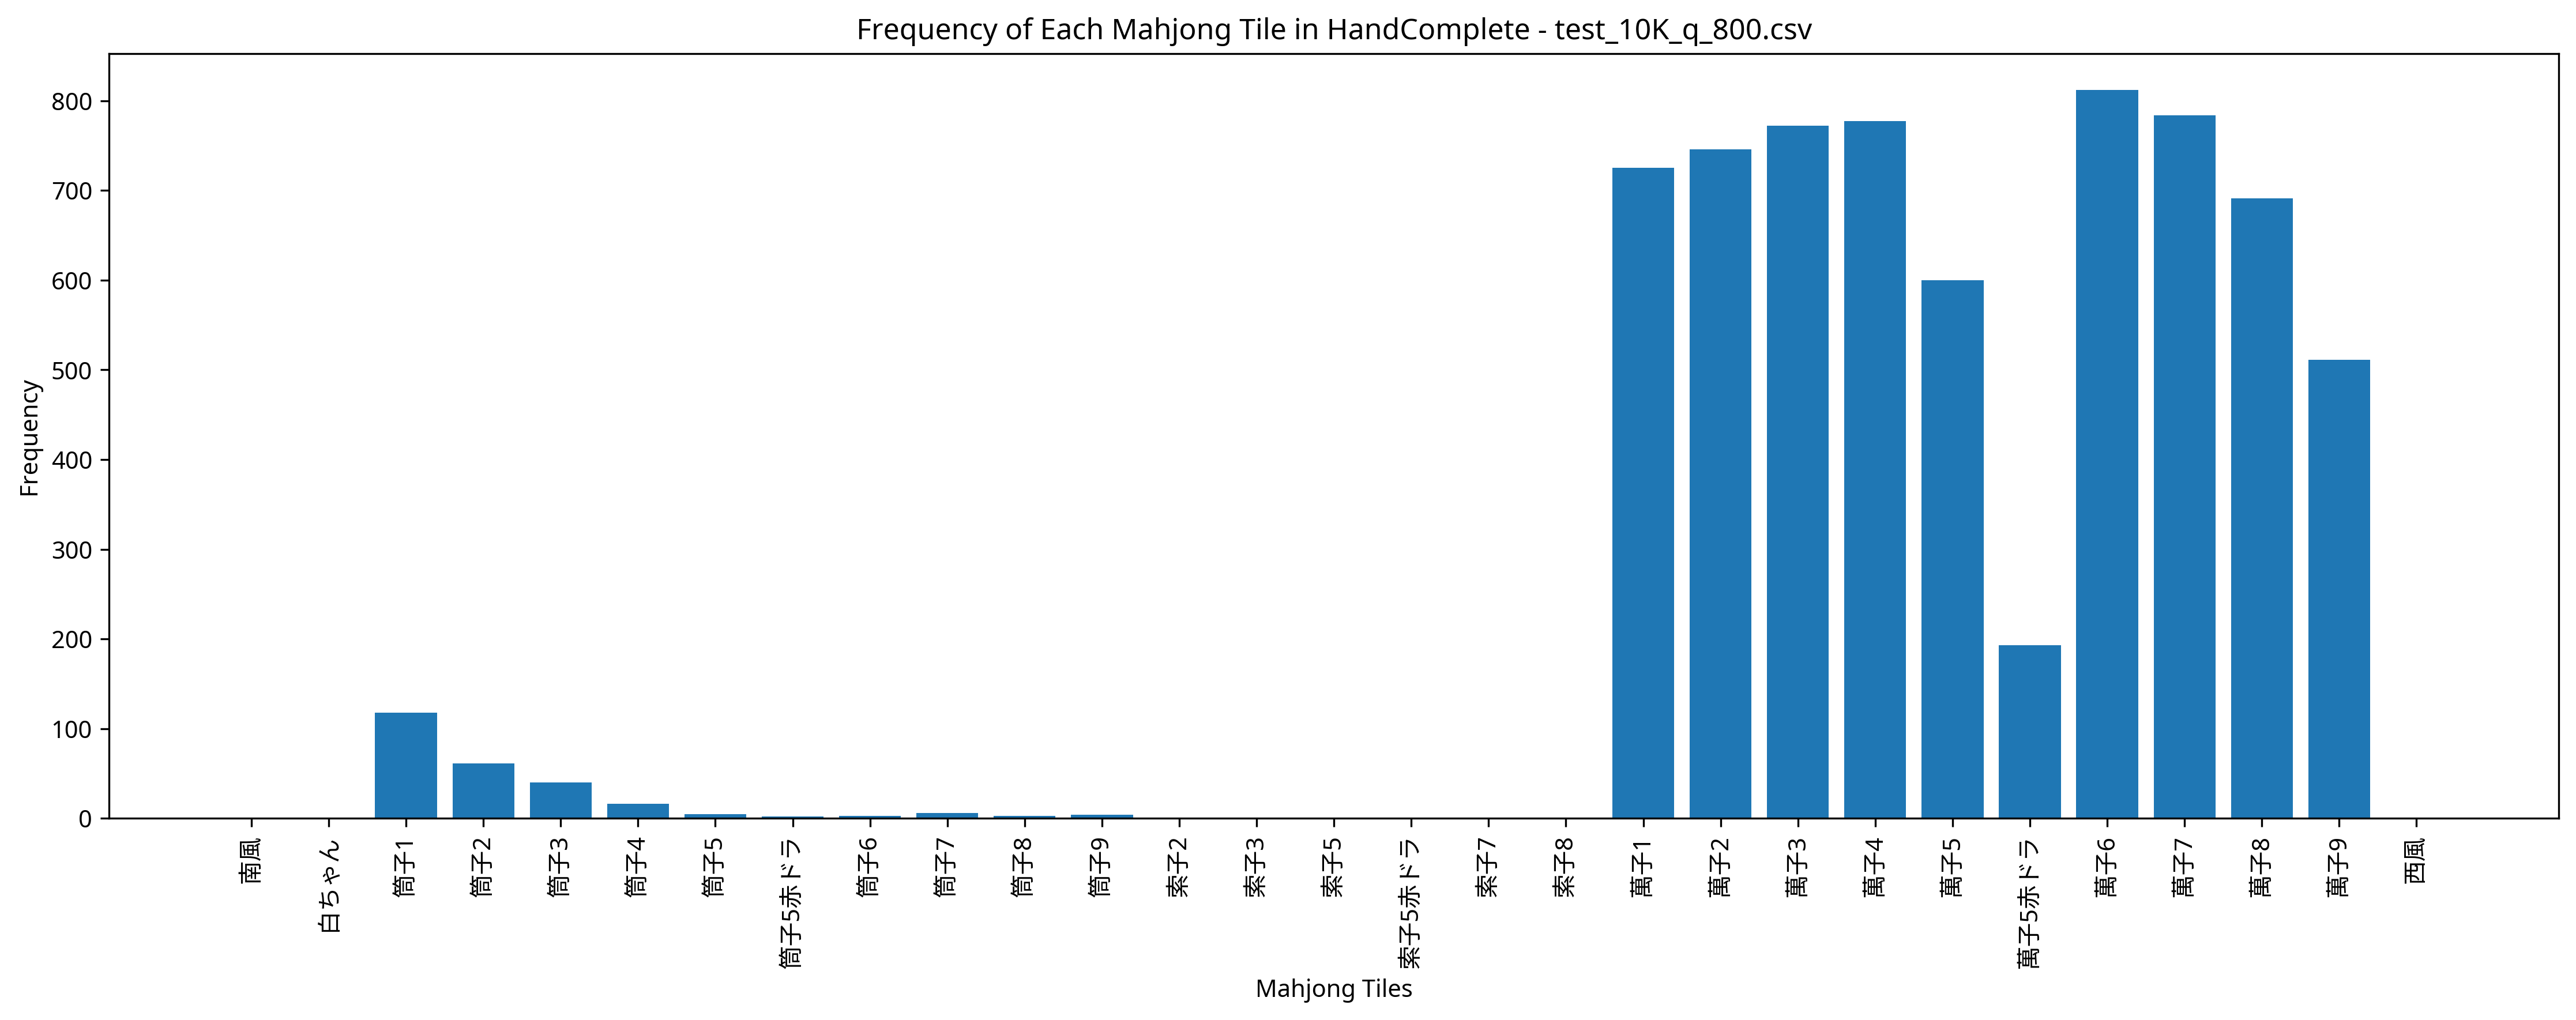 Frequency of Each Mahjong Tile in HandComplete - test_10K_q_800.csv
Frequency
800
700
600
500
400
300
200
100
0
南風
白ちゃん
筒子1
筒子2
筒子3
筒子4
筒子5
筒子5赤ドラ
筒子6
筒子7
筒子8
筒子9
索子2
索子3
索子5
索子5赤ドラ
索子7
索子8
萬子1
萬子2
萬子3
萬子4
萬子5
萬子5赤ドラ
萬子6
萬子7
萬子8
萬子9
西風
Mahjong Tiles